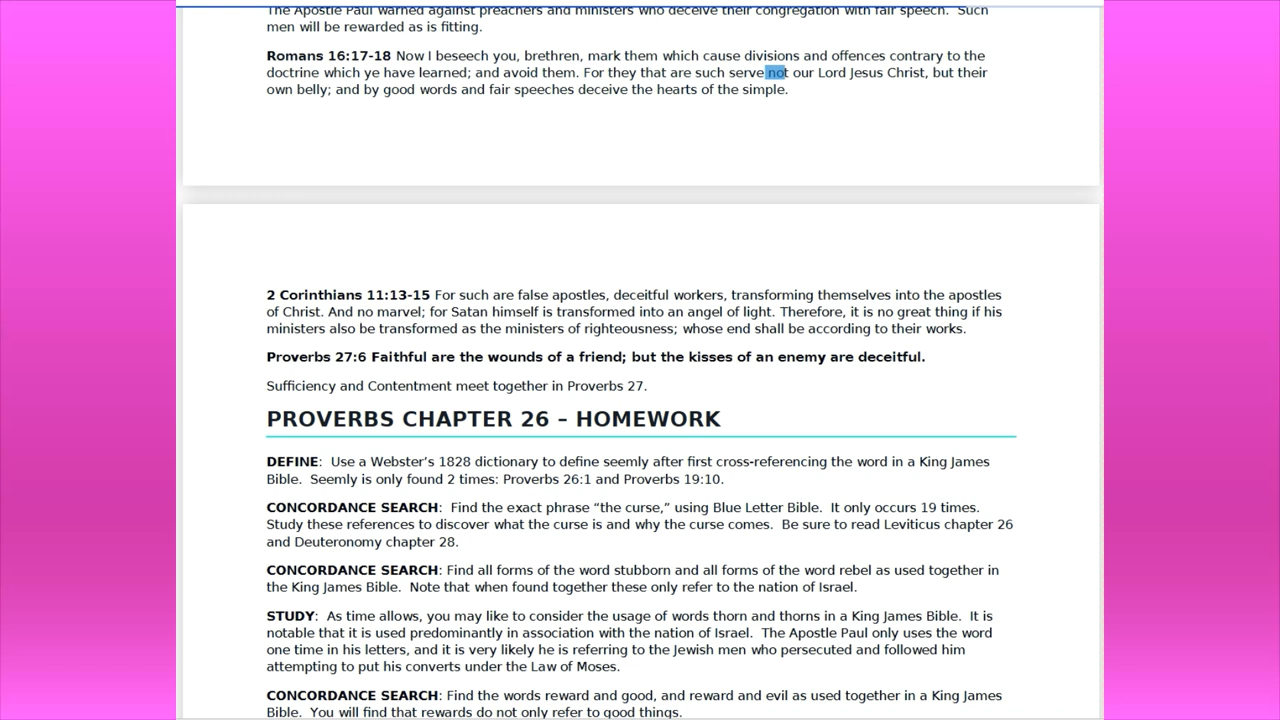 The Apostle Paul warned against preachers and ministers who deceive their congregation with fair speech.  Such
men will be rewarded as is fitting.
Romans 16:17-18 Now I beseech you, brethren, mark them which cause divisions and offences contrary to the
doctrine which ye have learned; and avoid them. For they that are such serve not our Lord Jesus Christ, but their
own belly; and by good words and fair speeches deceive the hearts of the simple.
2 Corinthians 11:13-15 For such are false apostles, deceitful workers, transforming themselves into the apostles
of Christ. And no marvel; for Satan himself is transformed into an angel of light. Therefore, it is no great thing if his
ministers also be transformed as the ministers of righteousness; whose end shall be according to their works.
Proverbs 27:6 Faithful are the wounds of a friend; but the kisses of an enemy are deceitful.
Sufficiency and Contentment meet together in Proverbs 27.
PROVERBS CHAPTER 26 – HOMEWORK
DEFINE:  Use a Webster’s 1828 dictionary to define seemly after first cross-referencing the word in a King James
Bible.  Seemly is only found 2 times: Proverbs 26:1 and Proverbs 19:10.
CONCORDANCE SEARCH:  Find the exact phrase “the curse,” using Blue Letter Bible.  It only occurs 19 times.
Study these references to discover what the curse is and why the curse comes.  Be sure to read Leviticus chapter 26
and Deuteronomy chapter 28.
CONCORDANCE SEARCH: Find all forms of the word stubborn and all forms of the word rebel as used together in
the King James Bible.  Note that when found together these only refer to the nation of Israel.
STUDY:  As time allows, you may like to consider the usage of words thorn and thorns in a King James Bible.  It is
notable that it is used predominantly in association with the nation of Israel.  The Apostle Paul only uses the word
one time in his letters, and it is very likely he is referring to the Jewish men who persecuted and followed him
attempting to put his converts under the Law of Moses.
CONCORDANCE SEARCH: Find the words reward and good, and reward and evil as used together in a King James
Bible.  You will find that rewards do not only refer to good things.